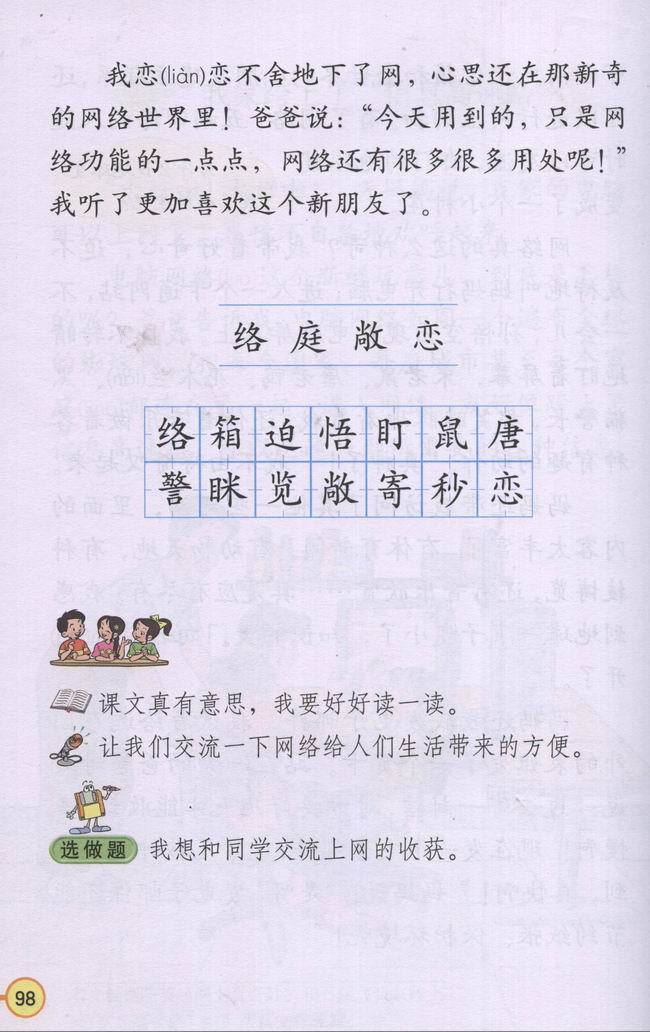 我恋(liàn)恋不舍地下了网，心思还在那新奇
的网络世界里！爸爸说：“今天用到的，只是网
络功能的一点点，网络还有很多很多用处呢！”
我听了更加喜欢这个新朋友了。
络 庭 敞 恋
络 箱 迫 悟 盯 鼠 唐
警 眯 览 敞 寄 秒 恋
课文真有意思，我要好好读一读。
让我们交流一下网络给人们生活带来的方便。
选做题 我想和同学交流上网的收获。
98